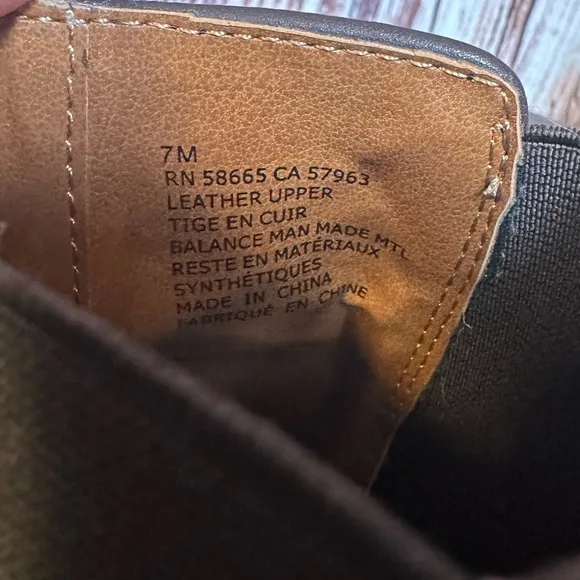 7M
RN 58665 CA 57963
LEATHER UPPER
TIGE EN CUIR
BALANCE MAN MADE MTL
RESTE EN MATÉRIAUX
SYNTHÉTIQUES
MADE IN CHINA
FABRIQUÉ EN CHINE